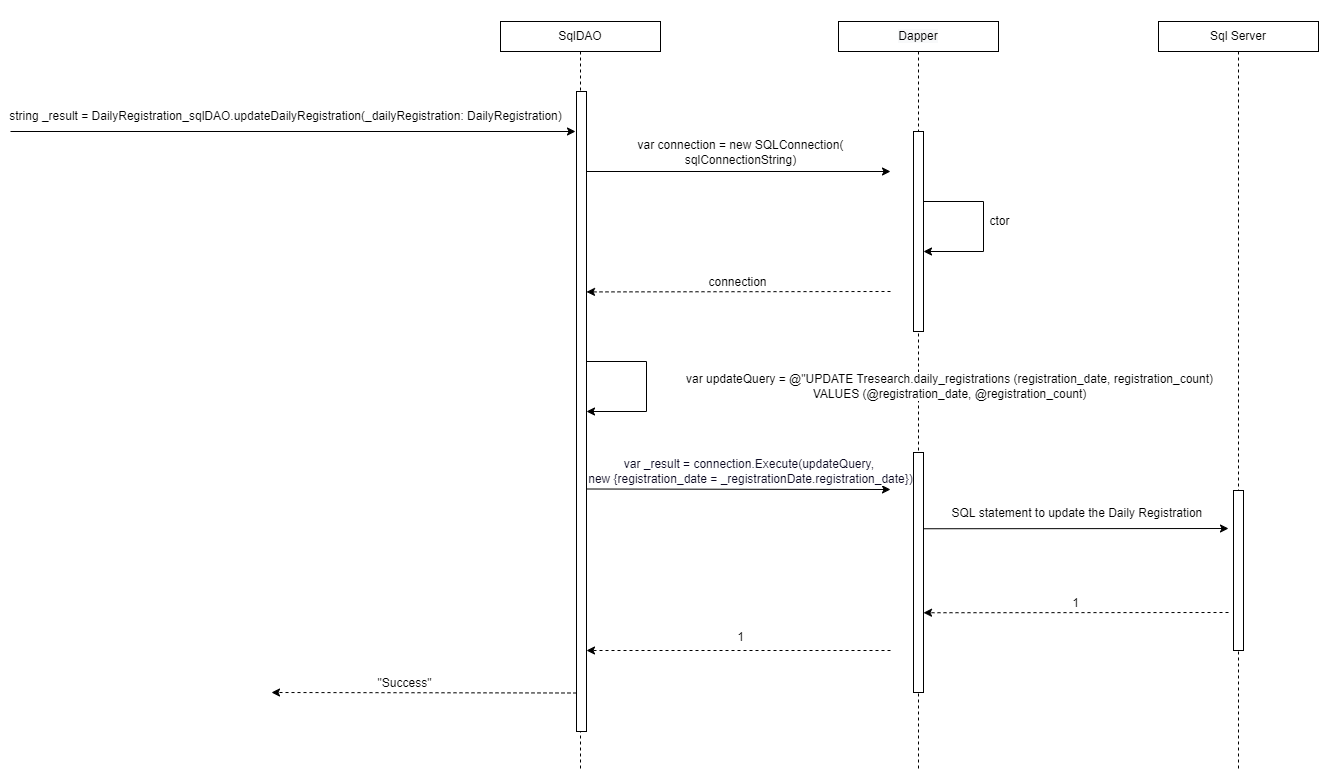 SqlDAO
Dapper
Sql Server
string _result = DailyRegistration_sqlDAO.updateDailyRegistration(_dailyRegistration: DailyRegistration)
var connection = new SQLConnection(
sqlConnectionString)
ctor
connection
var updateQuery = @"UPDATE Tresearch.daily_registrations (registration_date, registration_count)
VALUES (@registration_date, @registration_count)
var _result = connection.Execute(updateQuery,
new {registration_date = _registrationDate.registration_date})
SQL statement to update the Daily Registration
1
1
"Success"